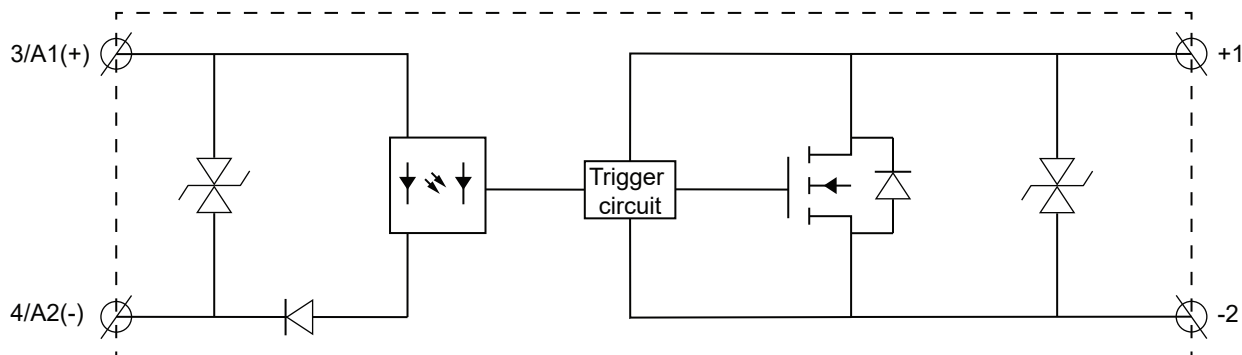 3/A1(+)
+1
Trigger
circuit
4/A2(-)
-2